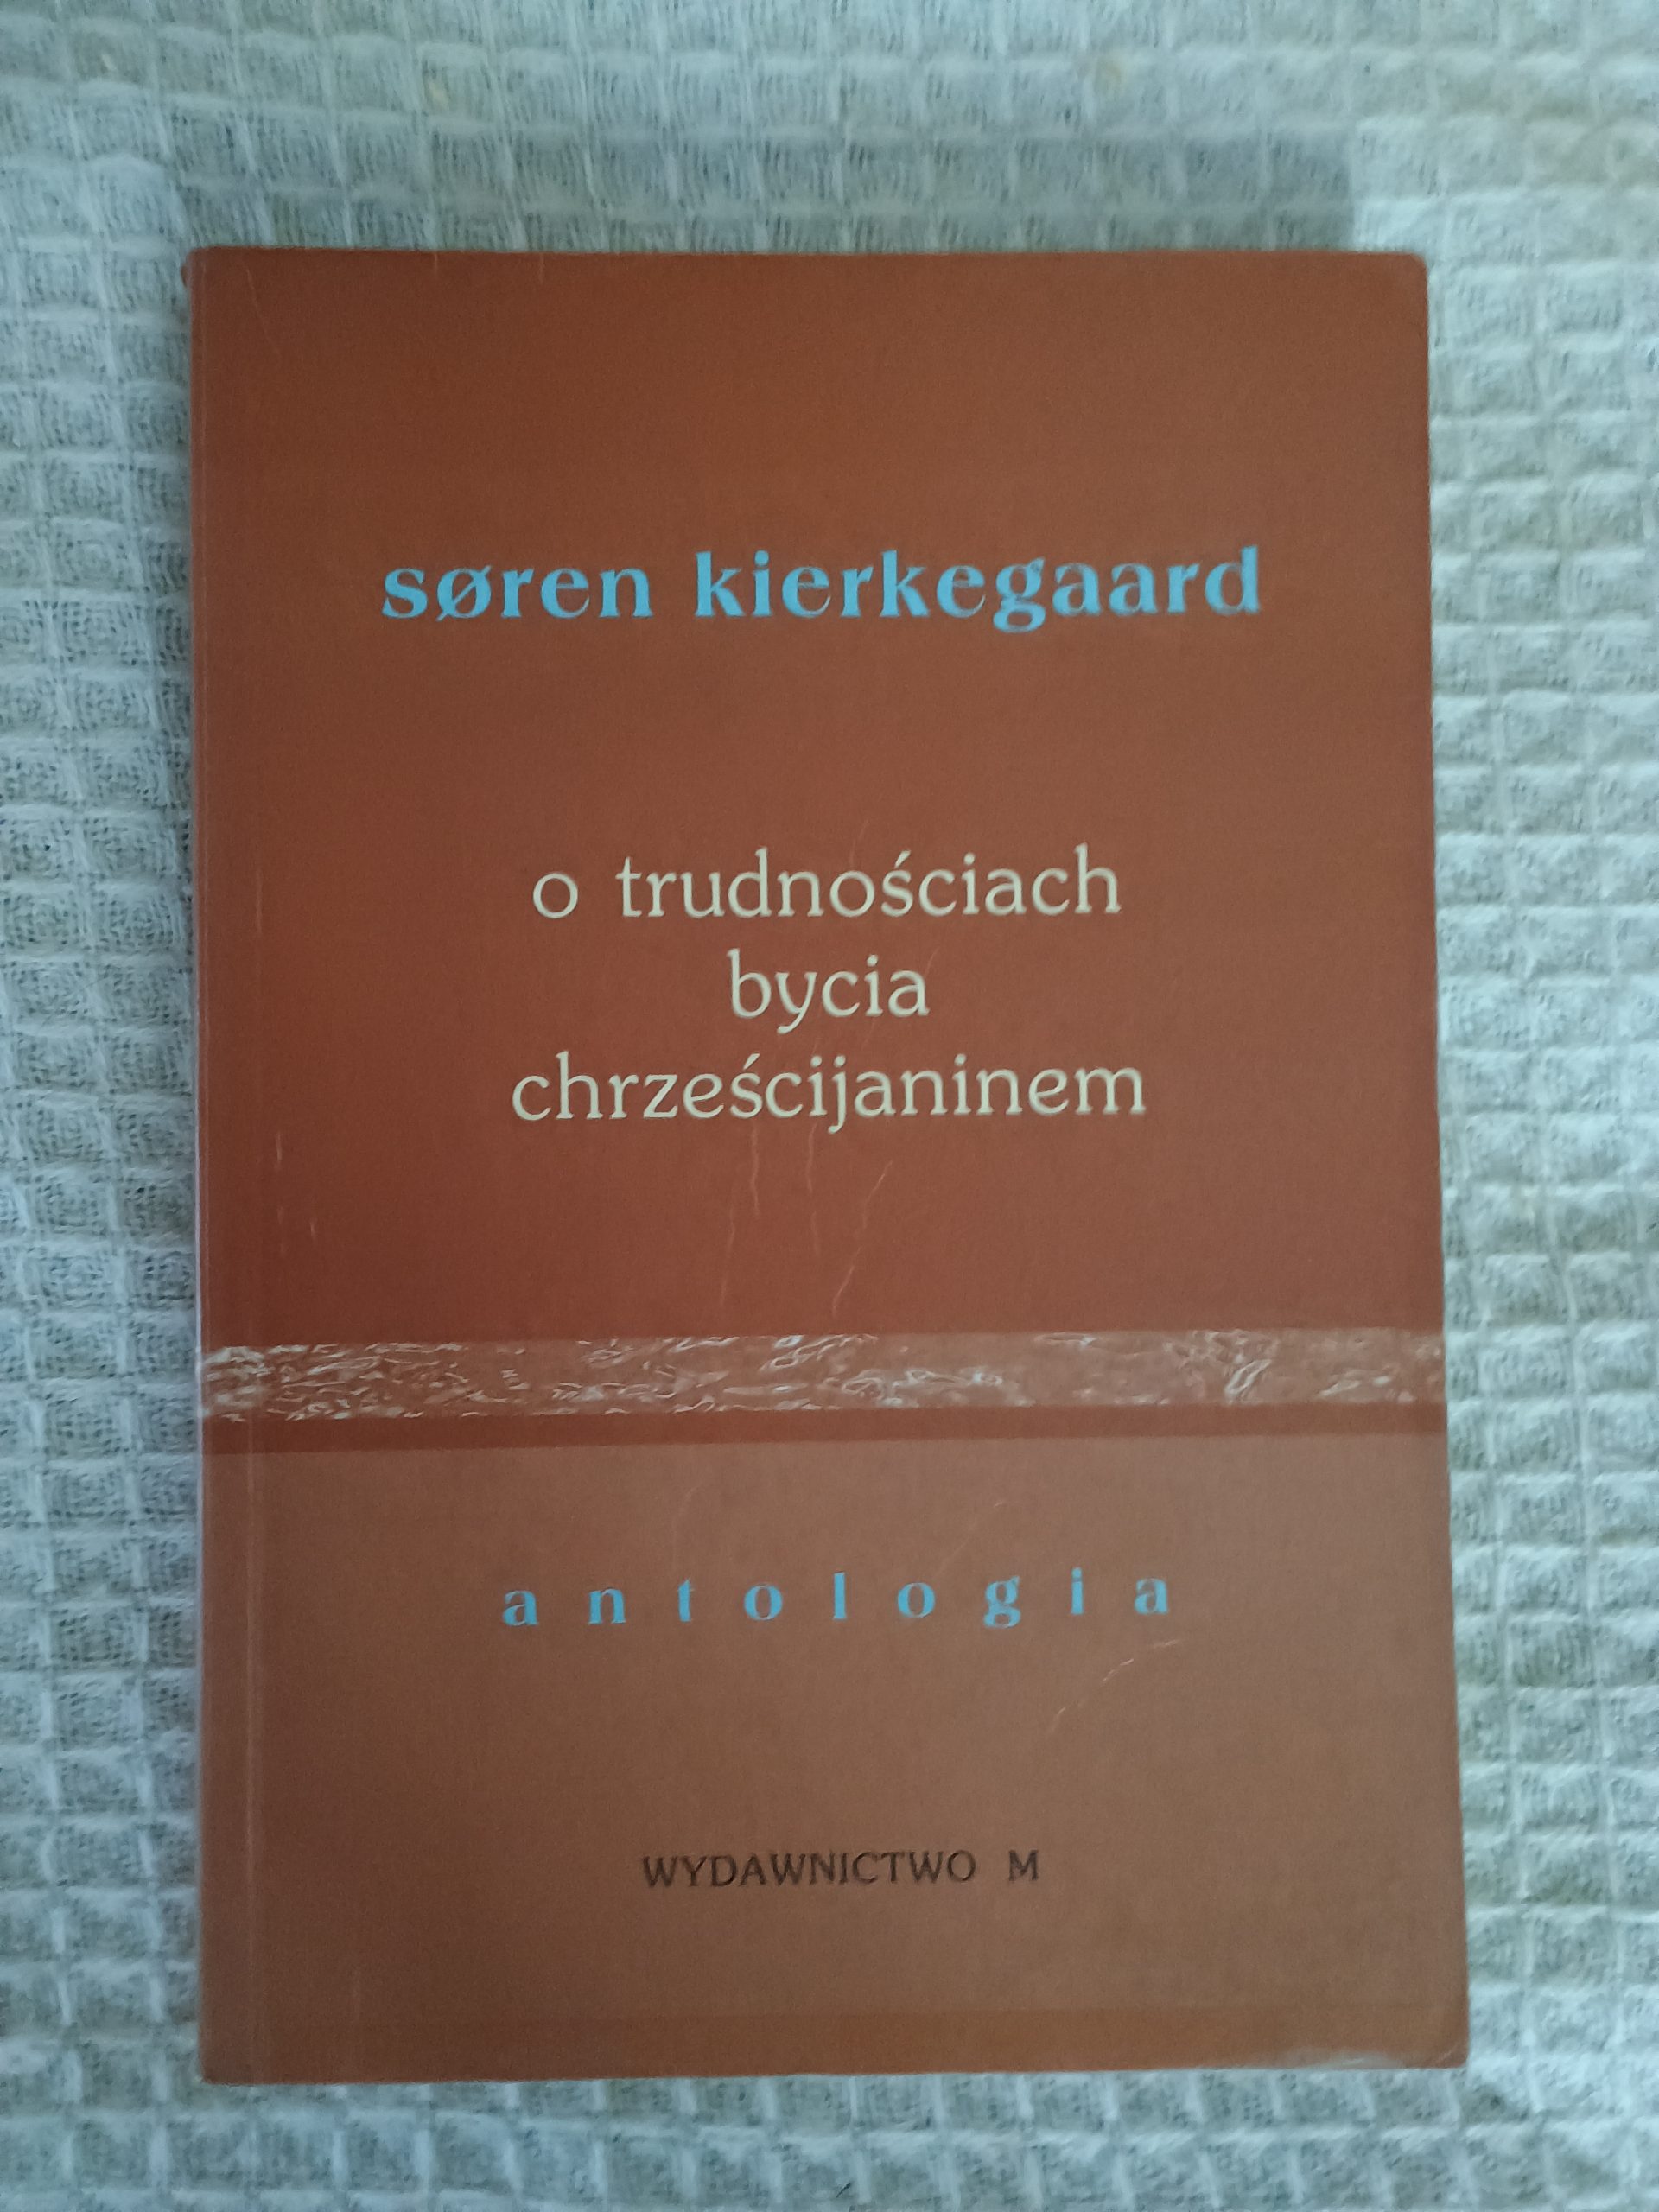 søren kierkegaard
o trudnościach
bycia
chrześcijaninem
antologia
WYDAWNICTWO M